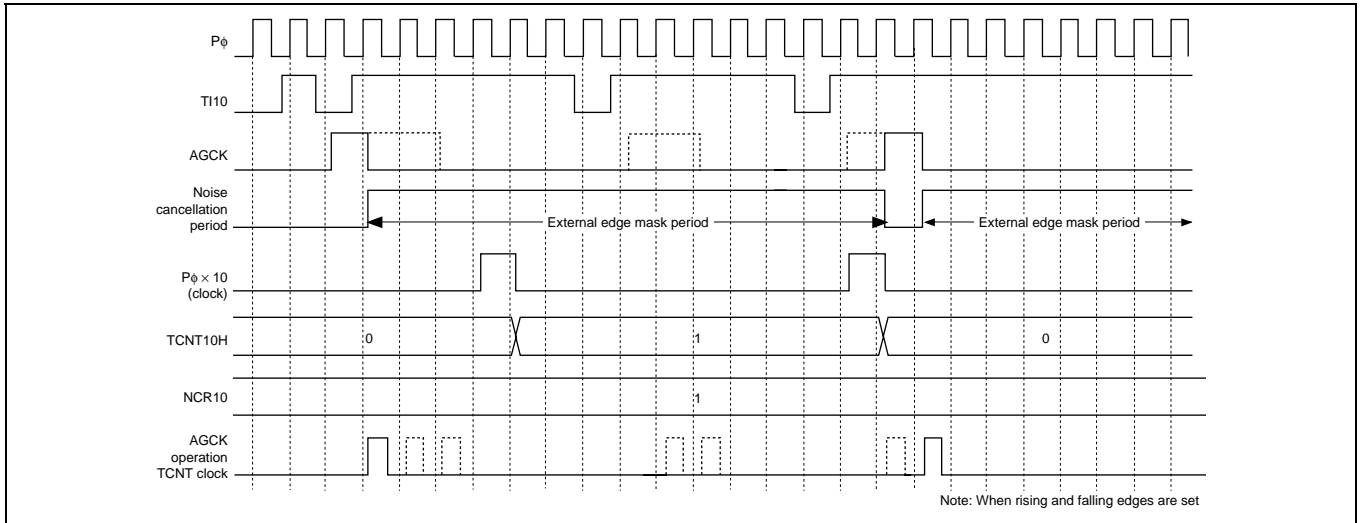 Pϕ
TI10
AGCK
Noise
cancellation
period
External edge mask period
External edge mask period
Pϕ × 10
(clock)
TCNT10H
0
1
0
NCR10
1
AGCK
operation
TCNT clock
Note: When rising and falling edges are set